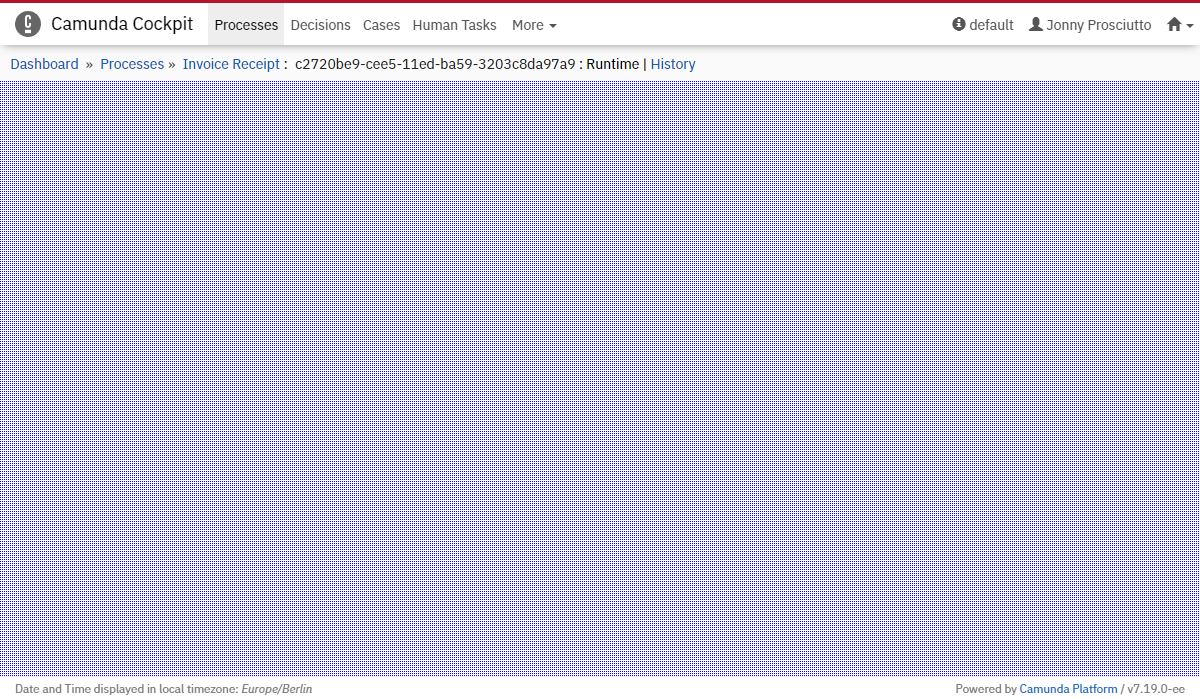 Camunda Cockpit Processes Decisions Cases Human Tasks More default Jonny Prosciutto
Dashboard » Processes » Invoice Receipt : c2720be9-cee5-11ed-ba59-3203c8da97a9 : Runtime | History
Date and Time displayed in local timezone: Europe/Berlin Powered by Camunda Platform / v7.19.0-ee